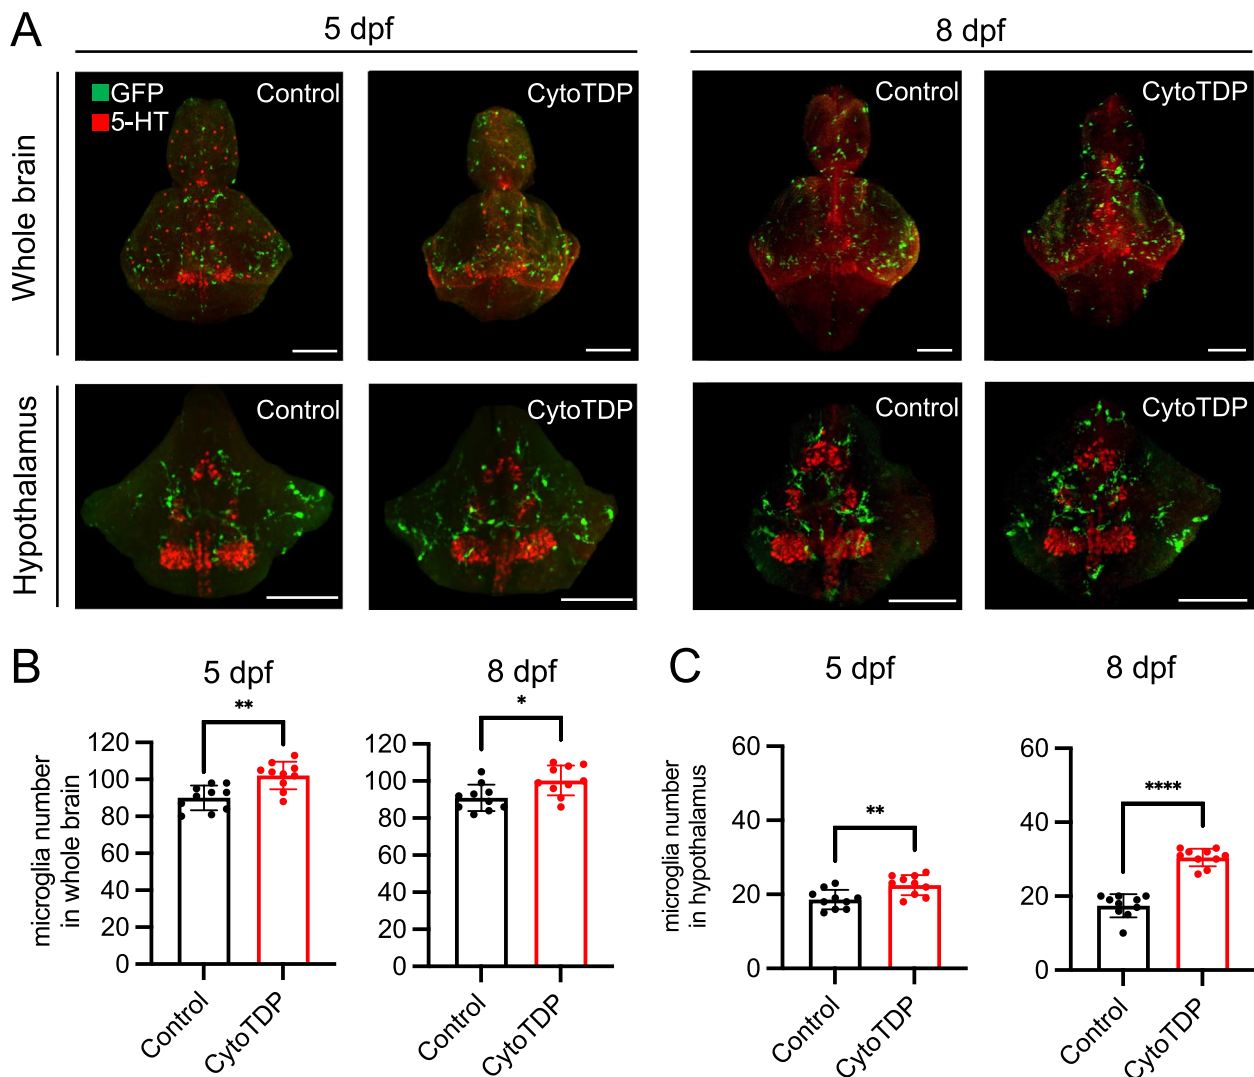 A
5 dpf
8 dpf
Whole brain
GFP
5-HT
Control
CytoTDP
Control
CytoTDP
Hypothalamus
Control
CytoTDP
Control
CytoTDP
B
5 dpf
8 dpf
microglia number
in whole brain
**
120
100
80
60
40
20
0
Control
CytoTDP
*
120
100
80
60
40
20
0
Control
CytoTDP
C
5 dpf
8 dpf
microglia number
in hypothalamus
**
60
40
20
0
Control
CytoTDP
****
60
40
20
0
Control
CytoTDP